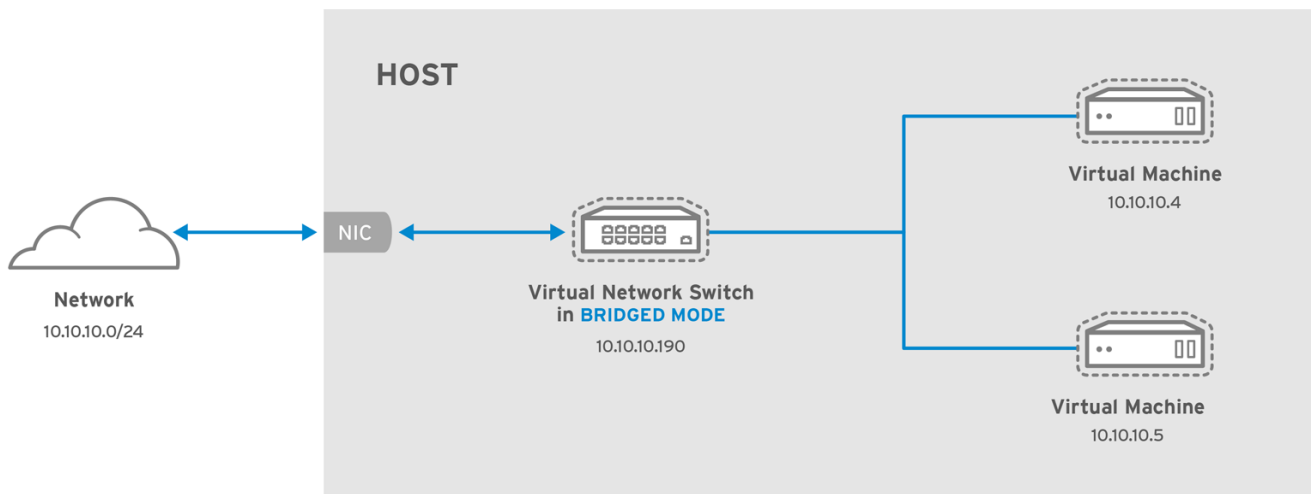 HOST
Virtual Machine
10.10.10.4
NIC
Network
10.10.10.0/24
Virtual Network Switch
in BRIDGED MODE
10.10.10.190
Virtual Machine
10.10.10.5